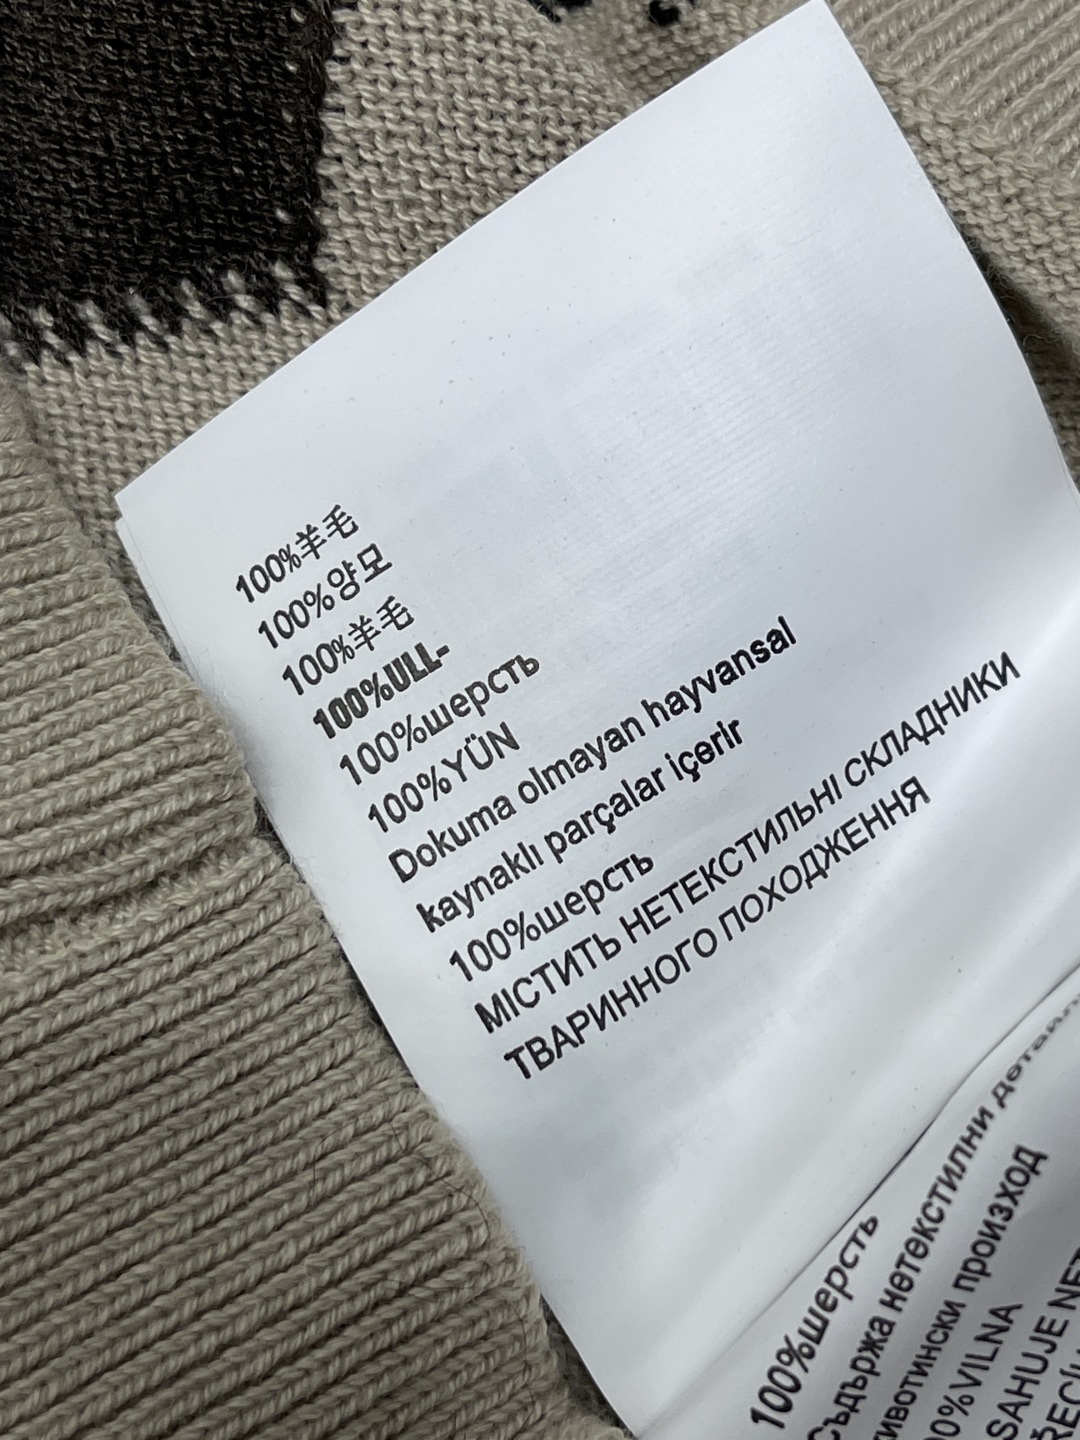 100%羊毛
100%양모
100%羊毛
100%ULL-
100%шерсть
100%YÜN
Dokuma olmayan hayvansal
kaynaklı parçalar içerir
100%шерсть
МІСТИТЬ НЕТЕКСТИЛЬНІ СКЛАДНИКИ
ТВАРИННОГО ПОХОДЖЕННЯ
100%шерсть
Съдържа нетекстилни детайли
животински произход
100%VILNA